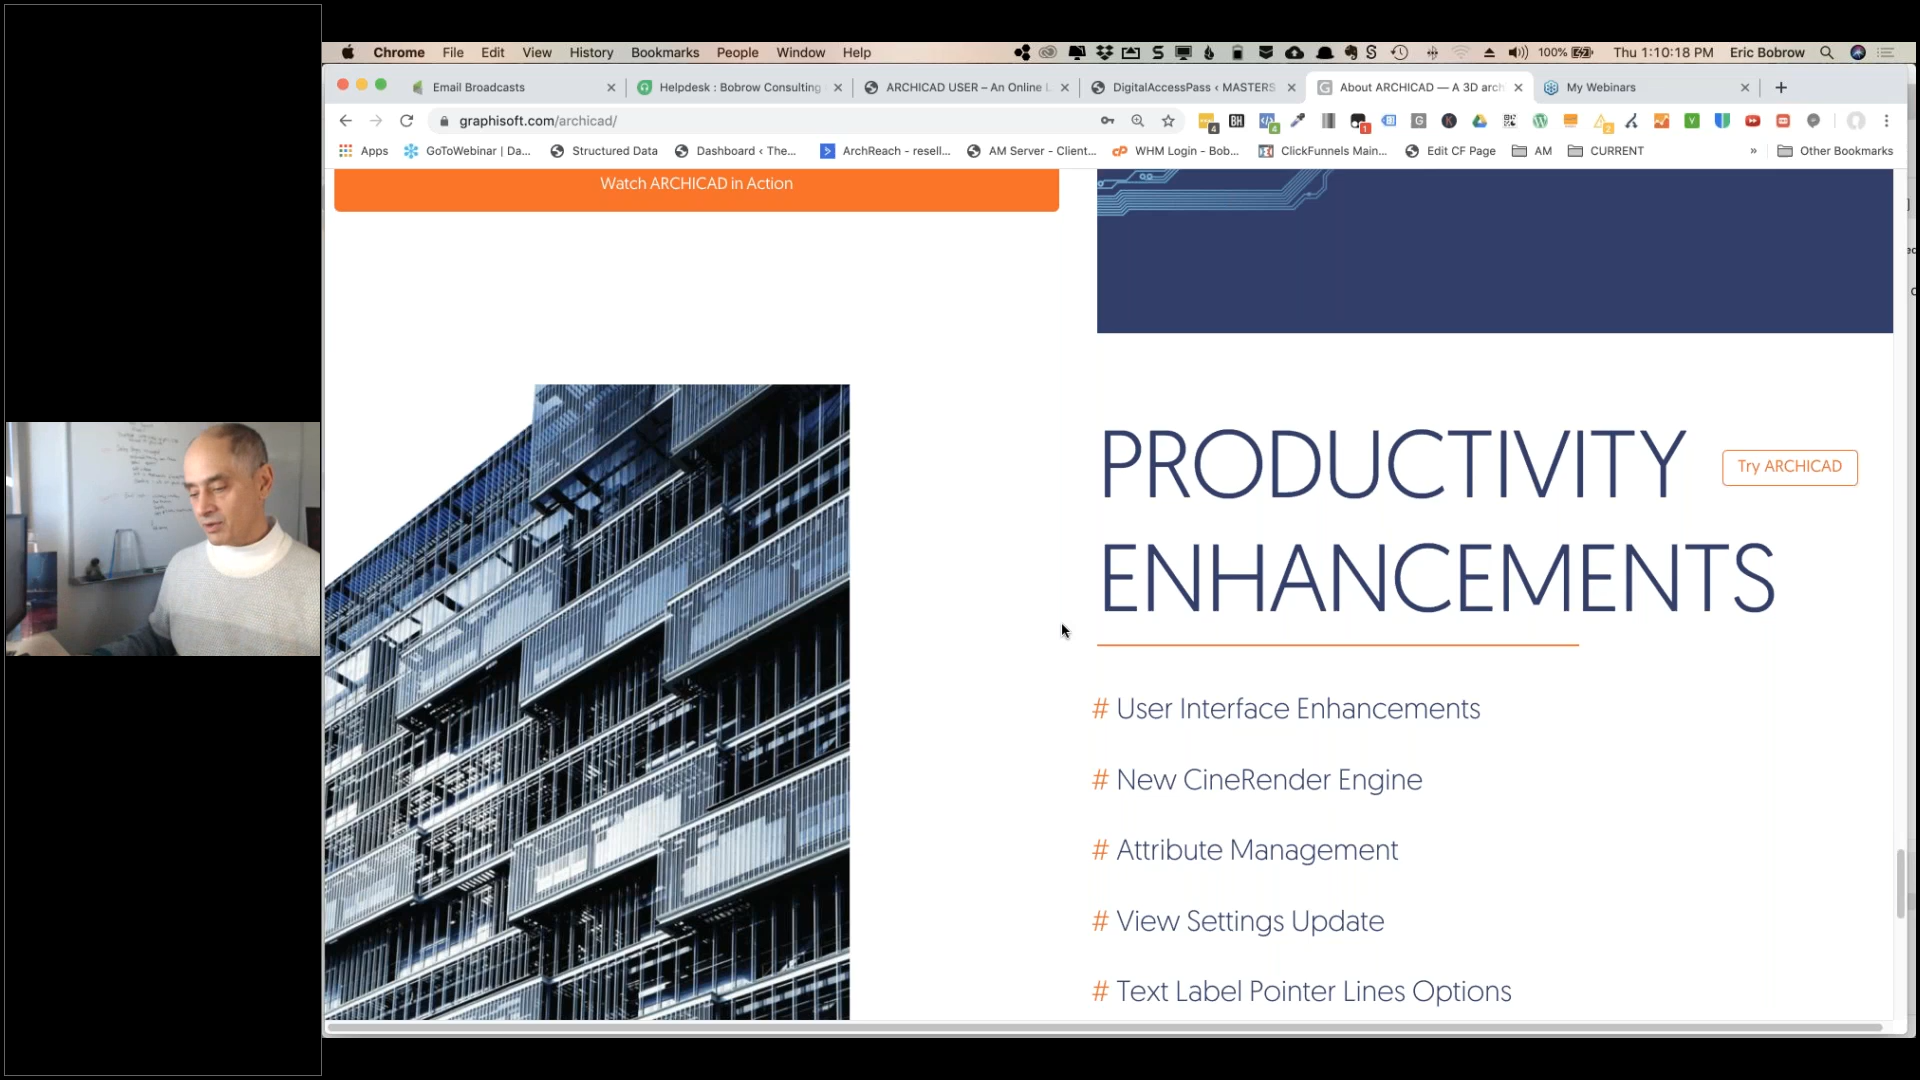 Chrome File Edit View History Bookmarks People Window Help 100% Thu 1:10:18 PM Eric Bobrow
Email Broadcasts Helpdesk : Bobrow Consulting ARCHICAD USER – An Online DigitalAccessPass ‹ MASTERS About ARCHICAD — A 3D arch My Webinars
graphisoft.com/archicad/
Apps GoToWebinar | Da... Structured Data Dashboard ‹ The... ArchReach - resell... AM Server - Client... WHM Login - Bob... ClickFunnels Main... Edit CF Page AM CURRENT » Other Bookmarks
Watch ARCHICAD in Action
PRODUCTIVITY
Try ARCHICAD
ENHANCEMENTS
# User Interface Enhancements
# New CineRender Engine
# Attribute Management
# View Settings Update
# Text Label Pointer Lines Options